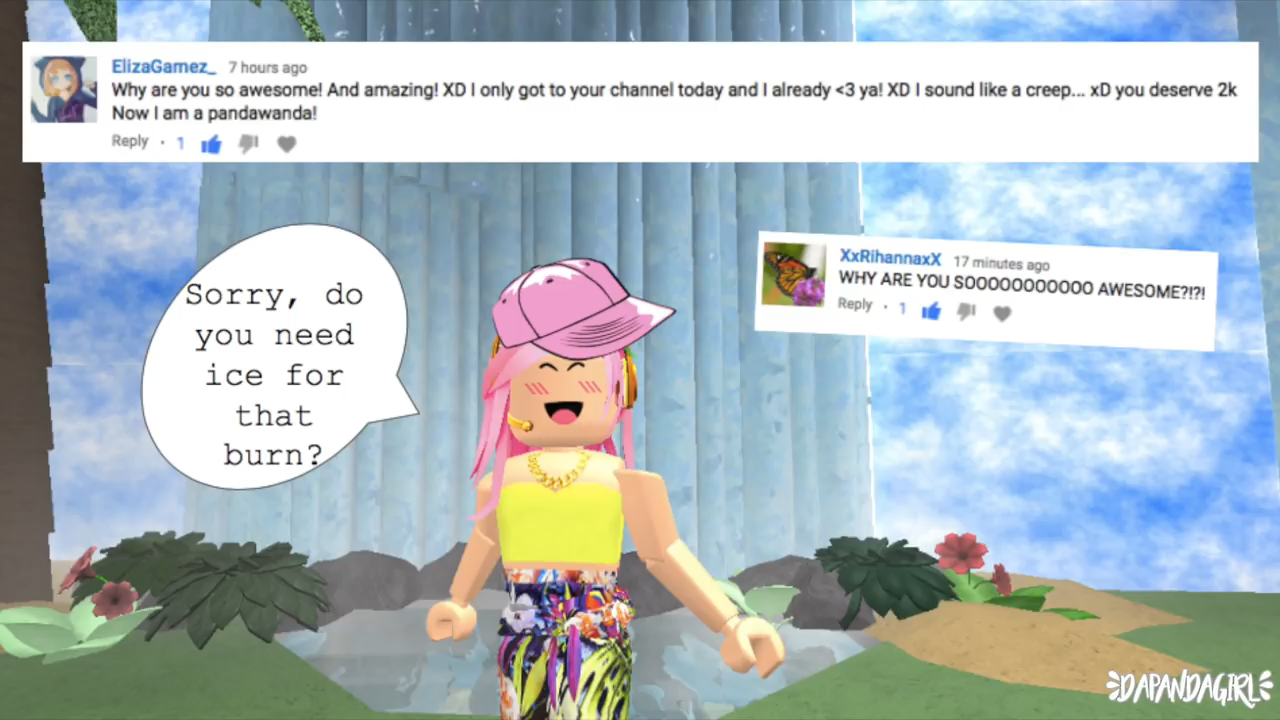 ElizaGamez_ 7 hours ago
Why are you so awesome! And amazing! XD I only got to your channel today and I already <3 ya! XD I sound like a creep... xD you deserve 2k
Now I am a pandawanda!
Reply · 1
XxRihannaxX 17 minutes ago
WHY ARE YOU SOOOOOOOOOOO AWESOME?!?!
Reply · 1
Sorry, do
you need
ice for
that
burn?
DAPANDAGIRL